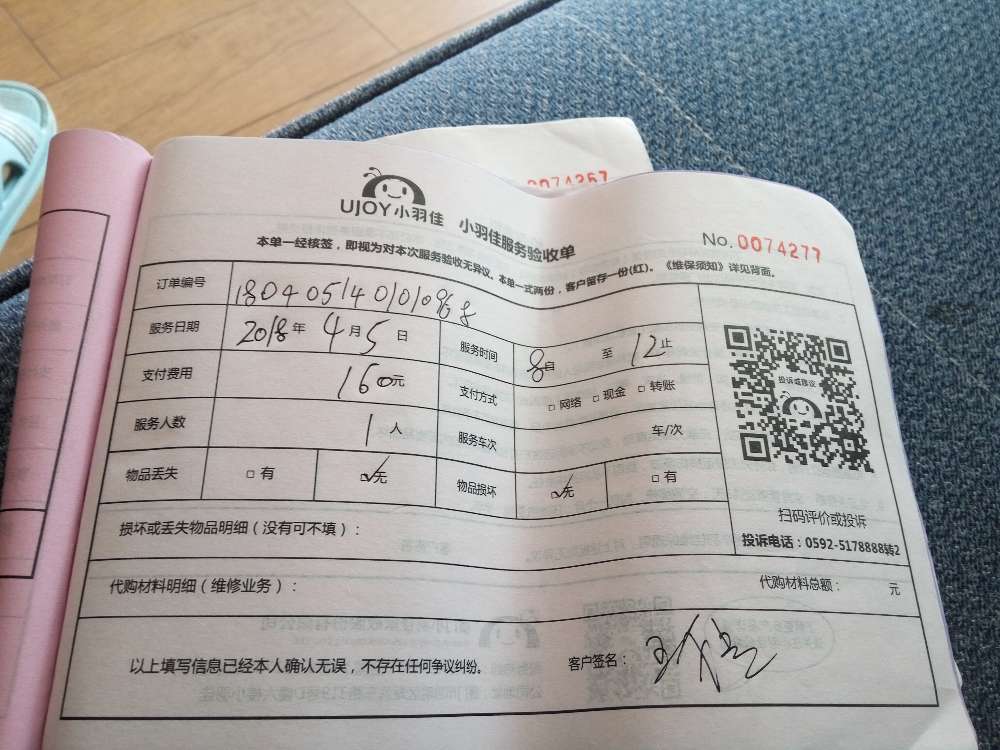 0074267
UJOY小羽佳 小羽佳服务验收单
No. 0074277
本单一经核签，即视为对本次服务验收无异议。本单一式两份，客户留存一份(红)。《维保须知》详见背面。
订单编号
服务日期 2018年 4月 5日 服务时间 8自 至 12止
支付费用 160元 支付方式 □ 网络 □ 现金 □ 转账
服务人数 1人 服务车次 车/次
物品丢失 □ 有 ☑无 物品损坏 ☑无 □ 有
投诉或建议
扫码评价或投诉
投诉电话：0592-5178888转2
损坏或丢失物品明细（没有可不填）：
代购材料明细（维修业务）： 代购材料总额： 元
以上填写信息已经本人确认无误，不存在任何争议纠纷。 客户签名：